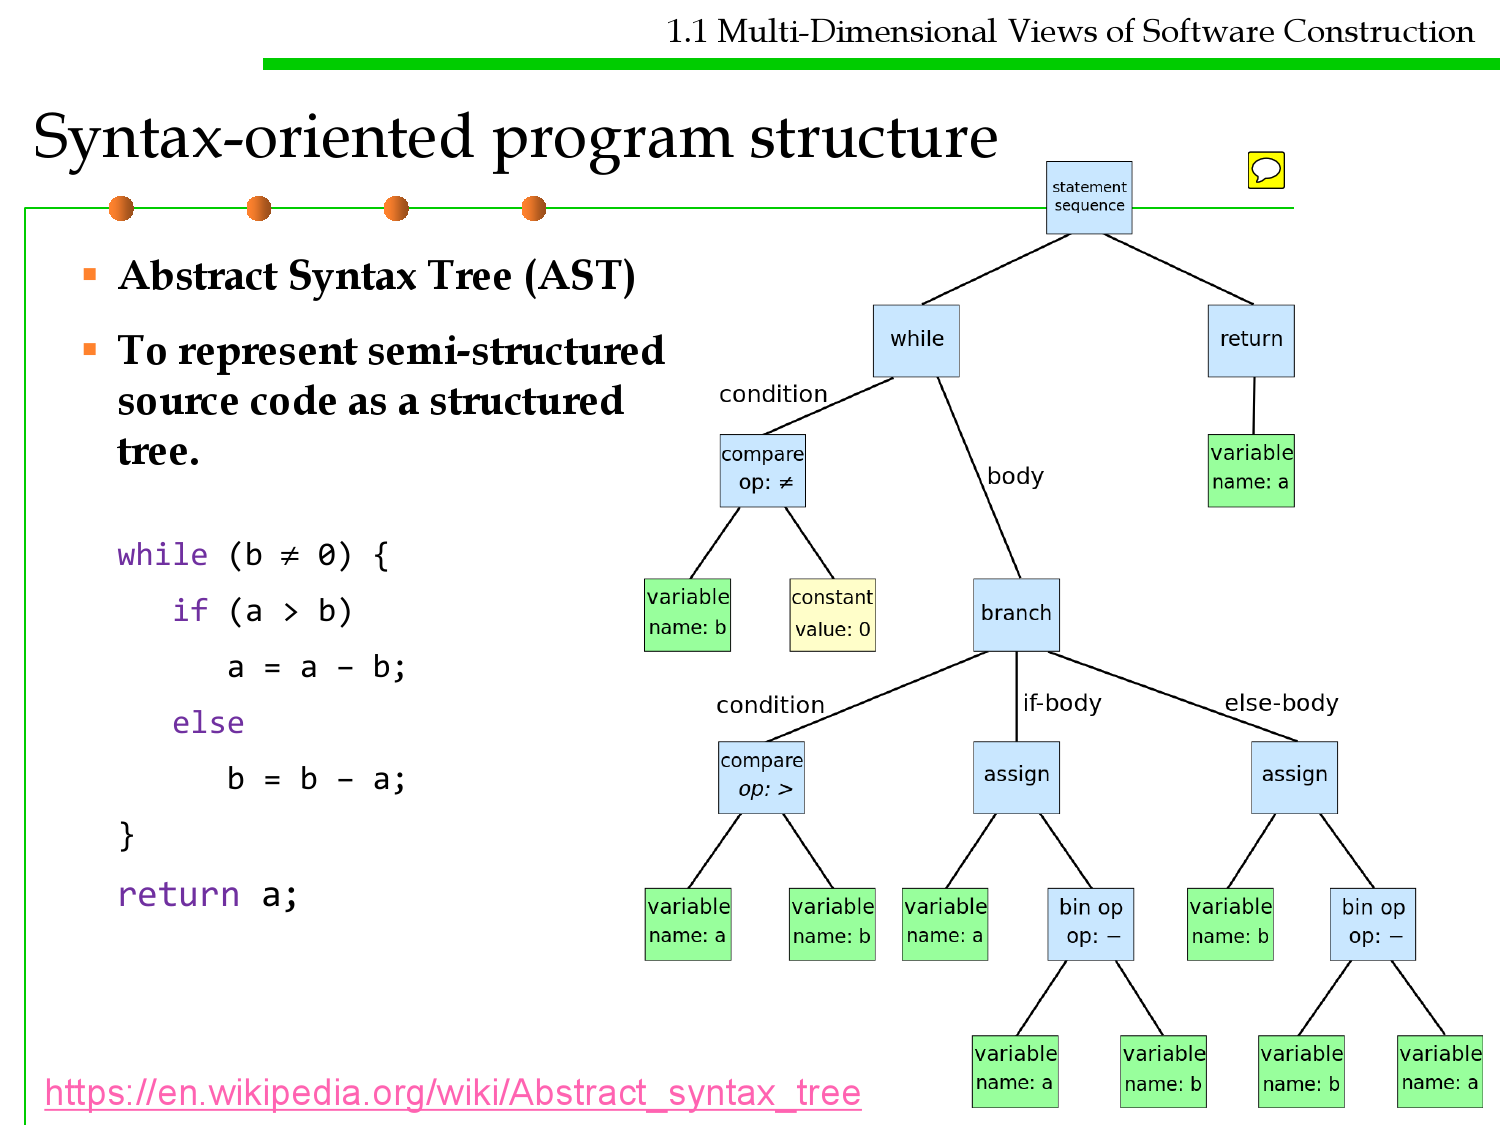 1.1 Multi-Dimensional Views of Software Construction
Syntax-oriented program structure
Abstract Syntax Tree (AST)
To represent semi-structured
source code as a structured
tree.
while (b ≠ 0) {
if (a > b)
a = a – b;
else
b = b – a;
}
return a;
https://en.wikipedia.org/wiki/Abstract_syntax_tree
statement
sequence
while
return
condition
body
compare
op: ≠
variable
name: a
variable
name: b
constant
value: 0
branch
condition
if-body
else-body
compare
op: >
assign
assign
variable
name: a
variable
name: b
variable
name: a
bin op
op: −
variable
name: b
bin op
op: −
variable
name: a
variable
name: b
variable
name: b
variable
name: a